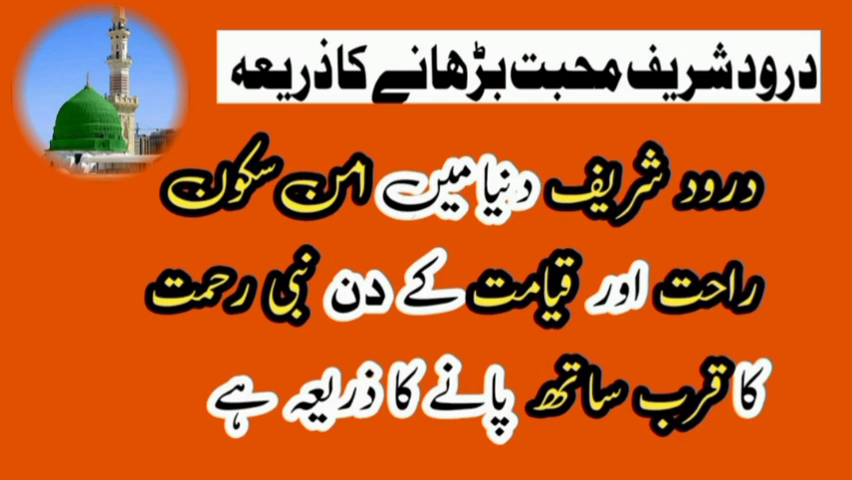 درود شریف محبت بڑھانے کا ذریعہ
درود شریف دنیا میں امن سکون
راحت اور قیامت کے دن نبی رحمت
کا قرب ساتھ پانے کا ذریعہ ہے